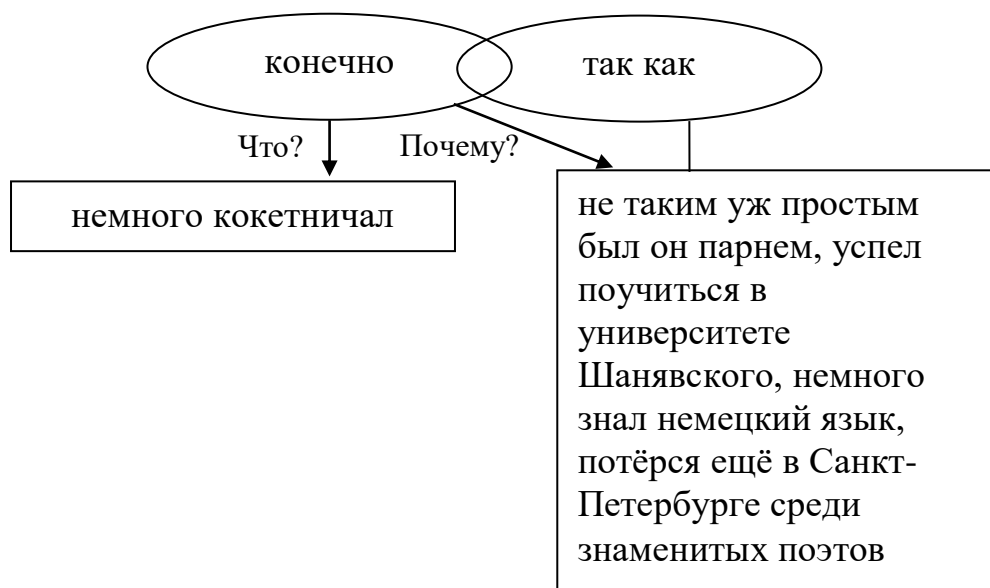 конечно
так как
Что?
Почему?
немного кокетничал
не таким уж простым
был он парнем, успел
поучиться в
университете
Шанявского, немного
знал немецкий язык,
потёрся ещё в Санкт-
Петербурге среди
знаменитых поэтов